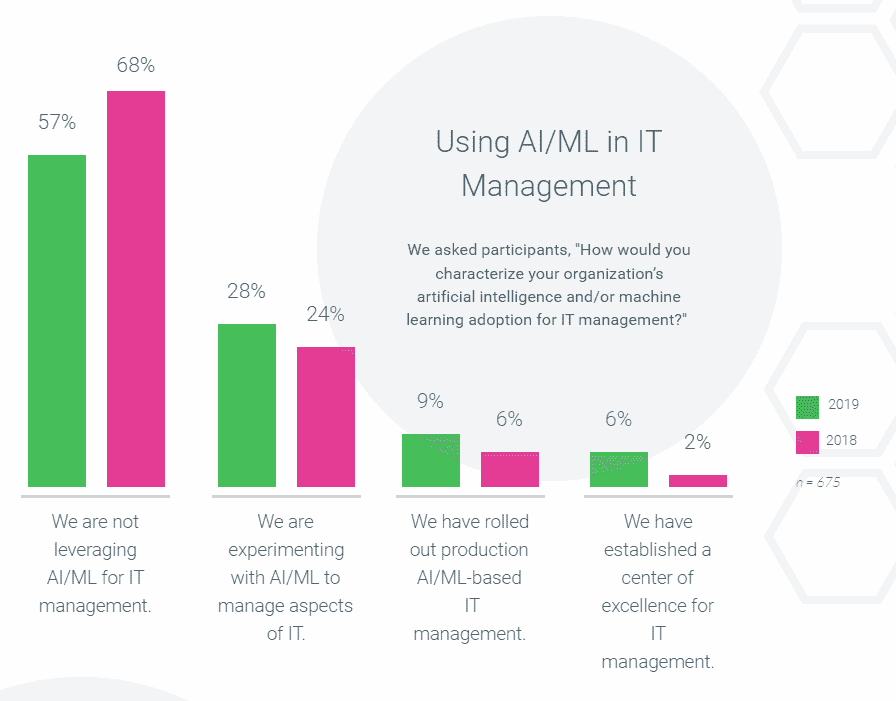 Using AI/ML in IT
Management
We asked participants, "How would you
characterize your organization's
artificial intelligence and/or machine
learning adoption for IT management?"
57%
68%
28%
24%
9%
6%
6%
2%
We are not
leveraging
AI/ML for IT
management.
We are
experimenting
with AI/ML to
manage aspects
of IT.
We have rolled
out production
AI/ML-based
IT
management.
We have
established a
center of
excellence for
IT
management.
2019
2018
n = 675